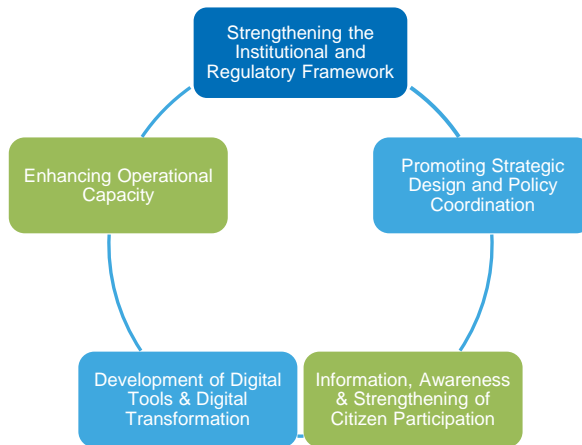 Strengthening the
Institutional and
Regulatory Framework
Enhancing Operational
Capacity
Promoting Strategic
Design and Policy
Coordination
Development of Digital
Tools & Digital
Transformation
Information, Awareness
& Strengthening of
Citizen Participation